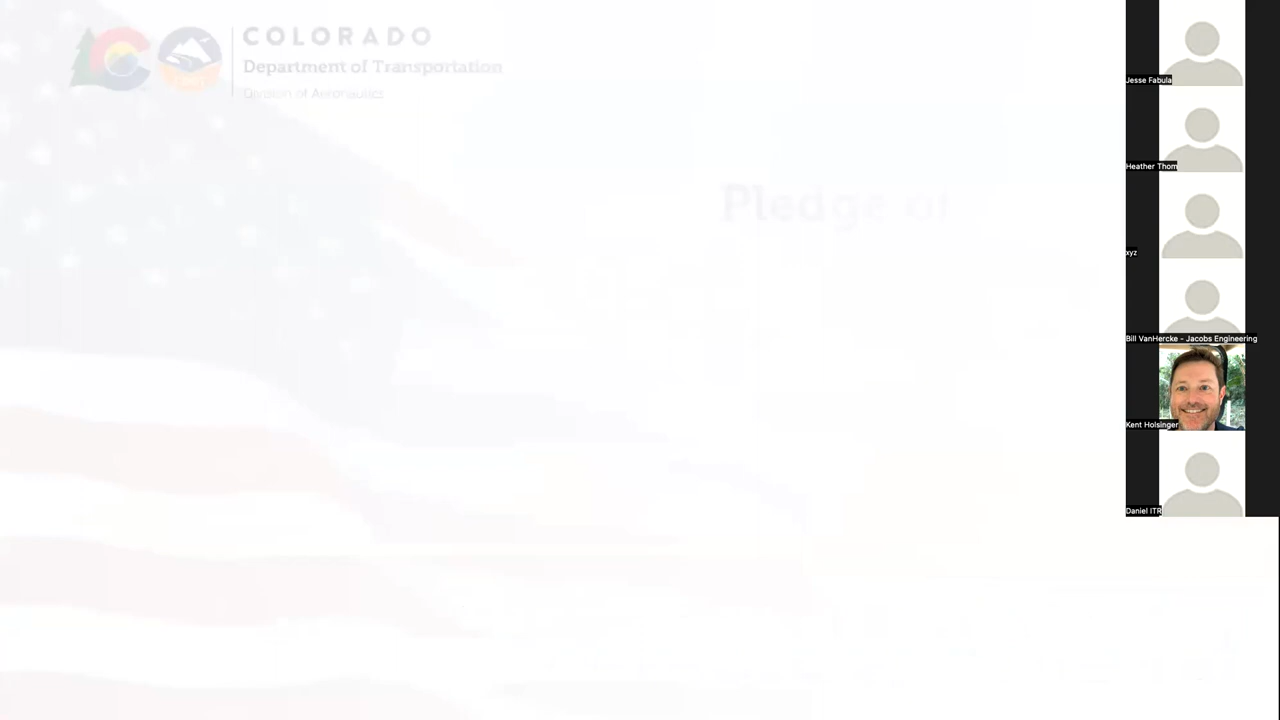 COLORADO
Department of Transportation
Division of Aeronautics
Pledge of
Jesse Fabula
Heather Thom
xyz
Bill VanHercke - Jacobs Engineering
Kent Holsinger
Daniel ITR